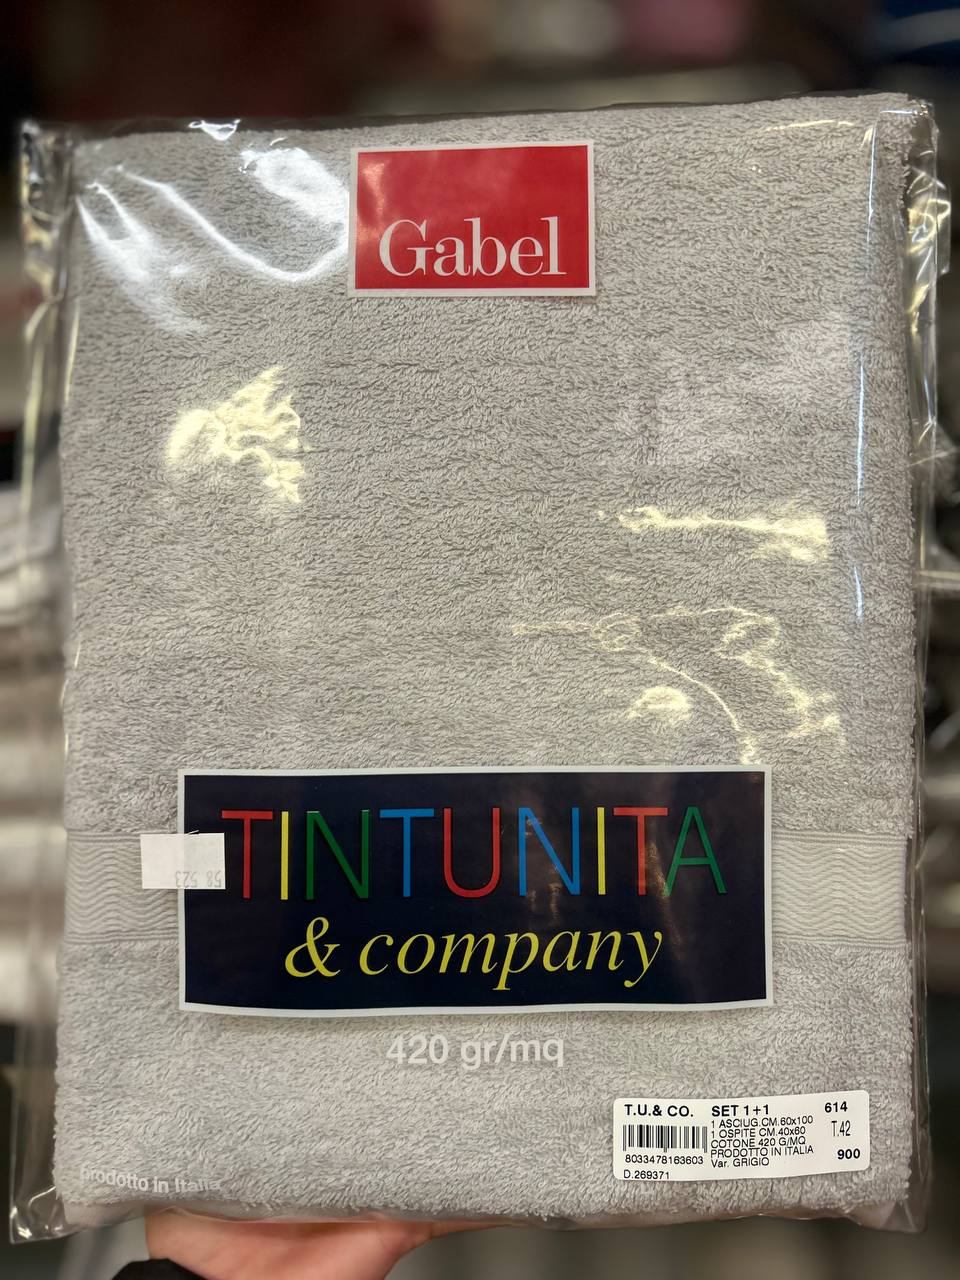 Gabel
TINTUNITA
& company
58 523
420 gr/mq
T.U.& CO. SET 1+1 614
1 ASCIUG.CM.60x100
1 OSPITE CM.40x60 T.42
COTONE 420 G/MQ
PRODOTTO IN ITALIA 900
8033478163603 Var. GRIGIO
D.269371
prodotto in Italia